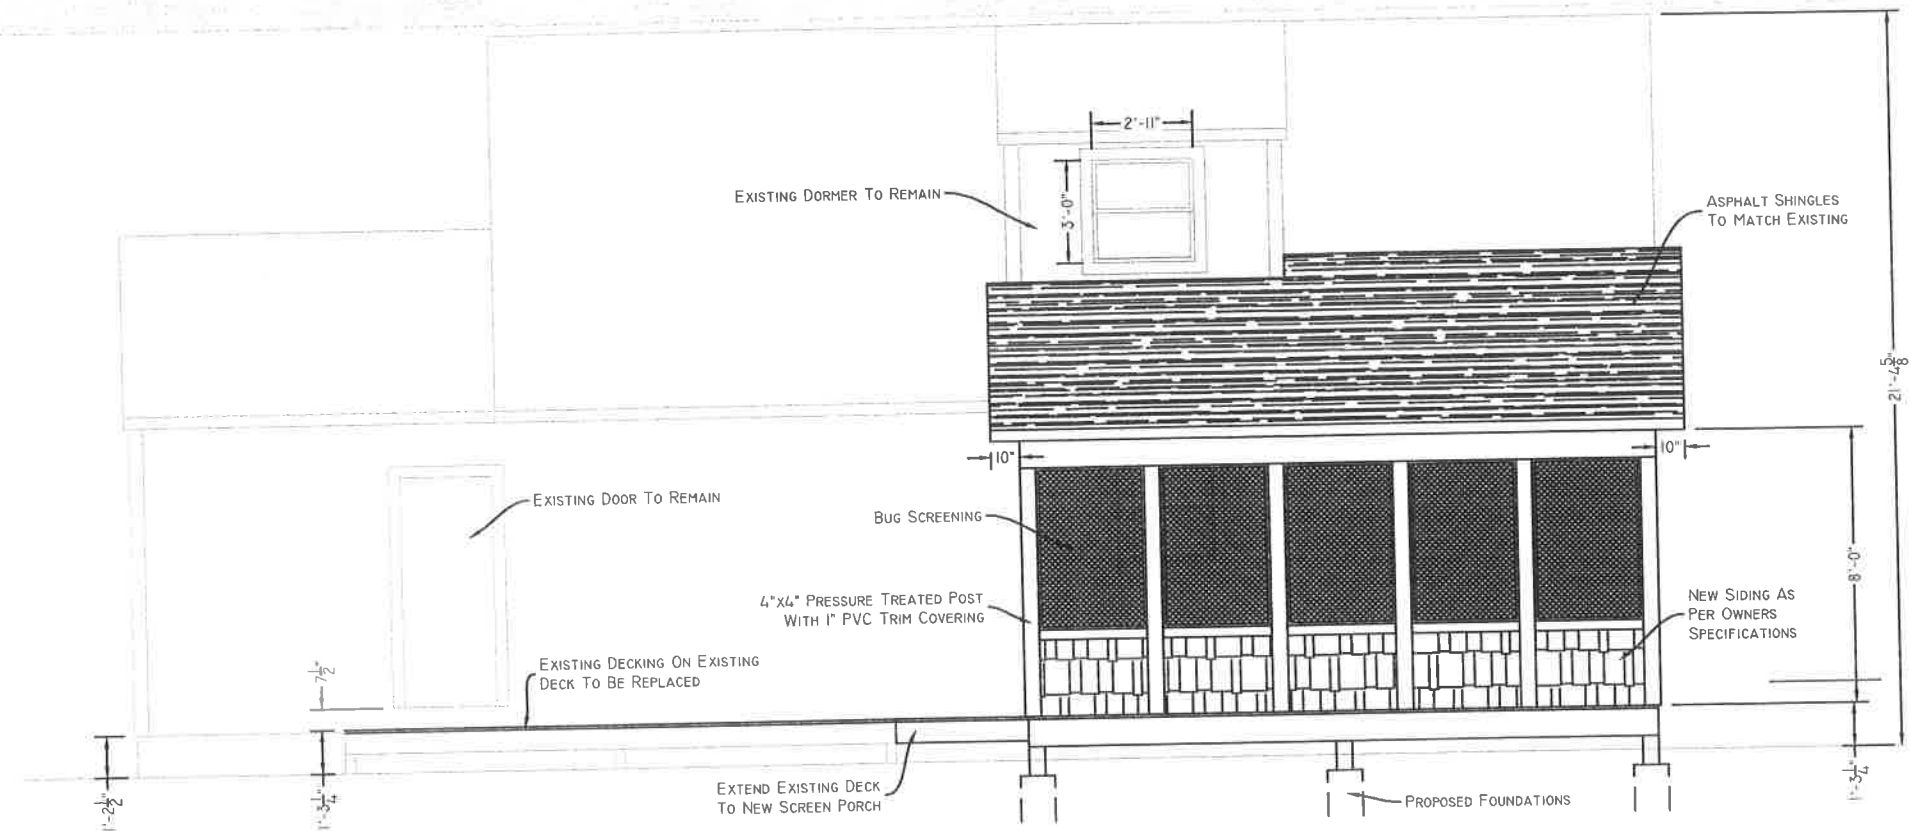 2'-11"
3'-0"
EXISTING DORMER TO REMAIN
ASPHALT SHINGLES
TO MATCH EXISTING
21'-4 5/8"
10"
10"
EXISTING DOOR TO REMAIN
BUG SCREENING
8'-0"
4"X4" PRESSURE TREATED POST
WITH 1" PVC TRIM COVERING
NEW SIDING AS
PER OWNERS
SPECIFICATIONS
EXISTING DECKING ON EXISTING
DECK TO BE REPLACED
7 1/2"
EXTEND EXISTING DECK
TO NEW SCREEN PORCH
PROPOSED FOUNDATIONS
1'-2 1/2"
1'-3 1/4"
1'-3 1/4"